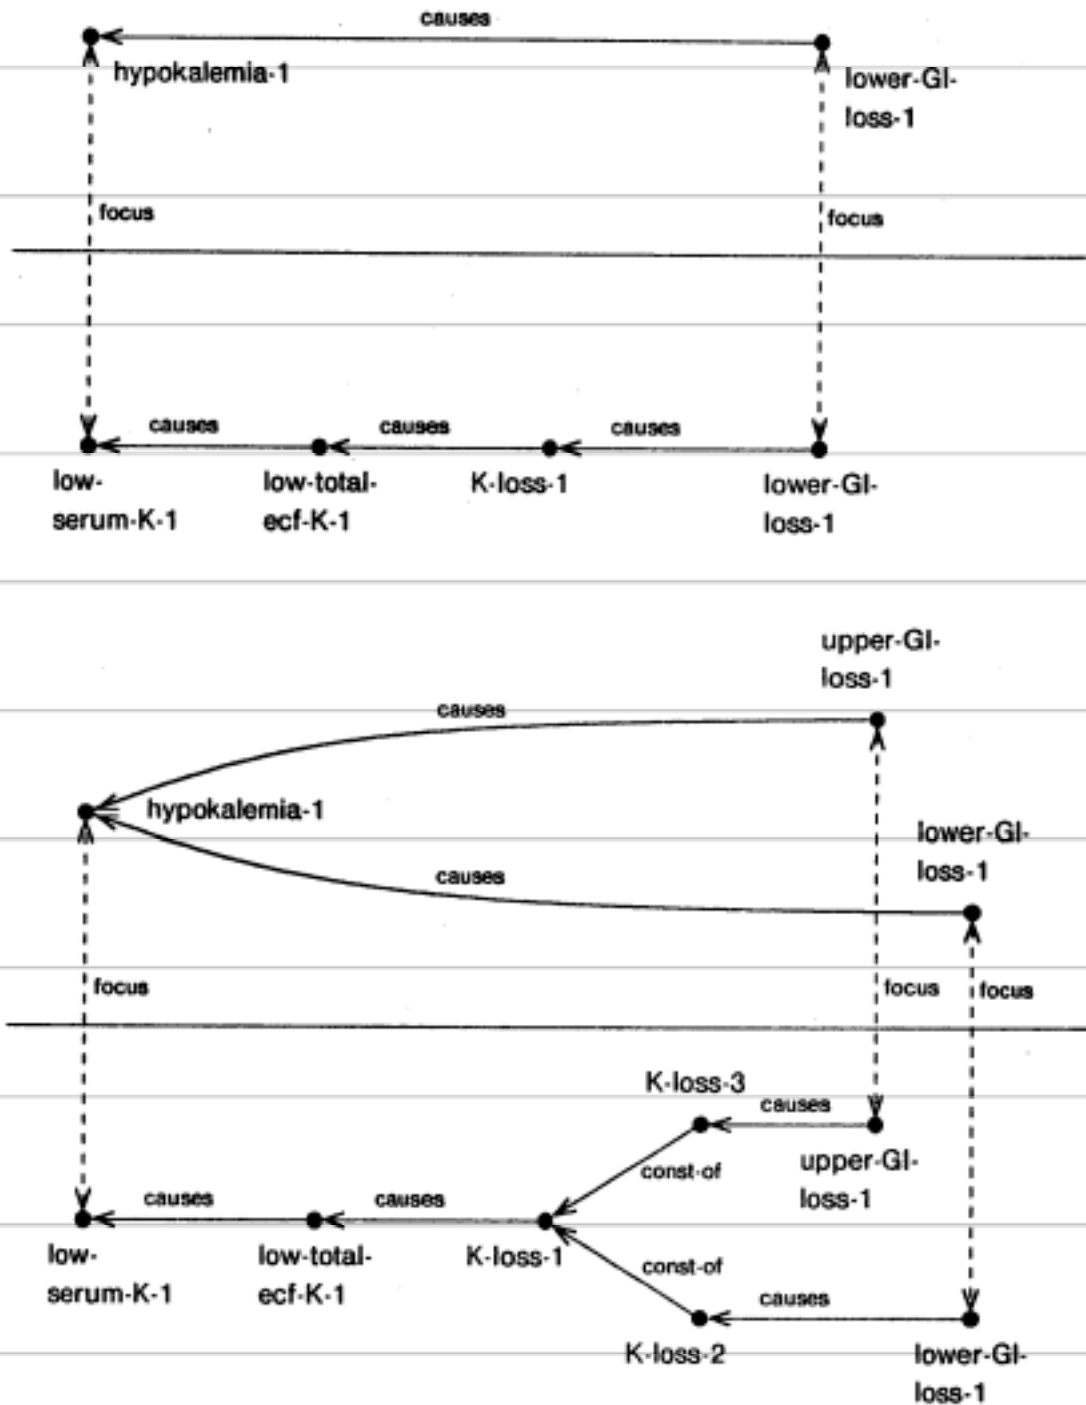 causes
hypokalemia-1
lower-GI-
loss-1
focus
focus
causes
causes
causes
low-
serum-K-1
low-total-
ecf-K-1
K-loss-1
lower-GI-
loss-1
upper-GI-
loss-1
causes
hypokalemia-1
lower-GI-
loss-1
causes
focus
focus
focus
K-loss-3
causes
const-of
upper-GI-
loss-1
causes
causes
low-
serum-K-1
low-total-
ecf-K-1
K-loss-1
const-of
causes
K-loss-2
lower-GI-
loss-1